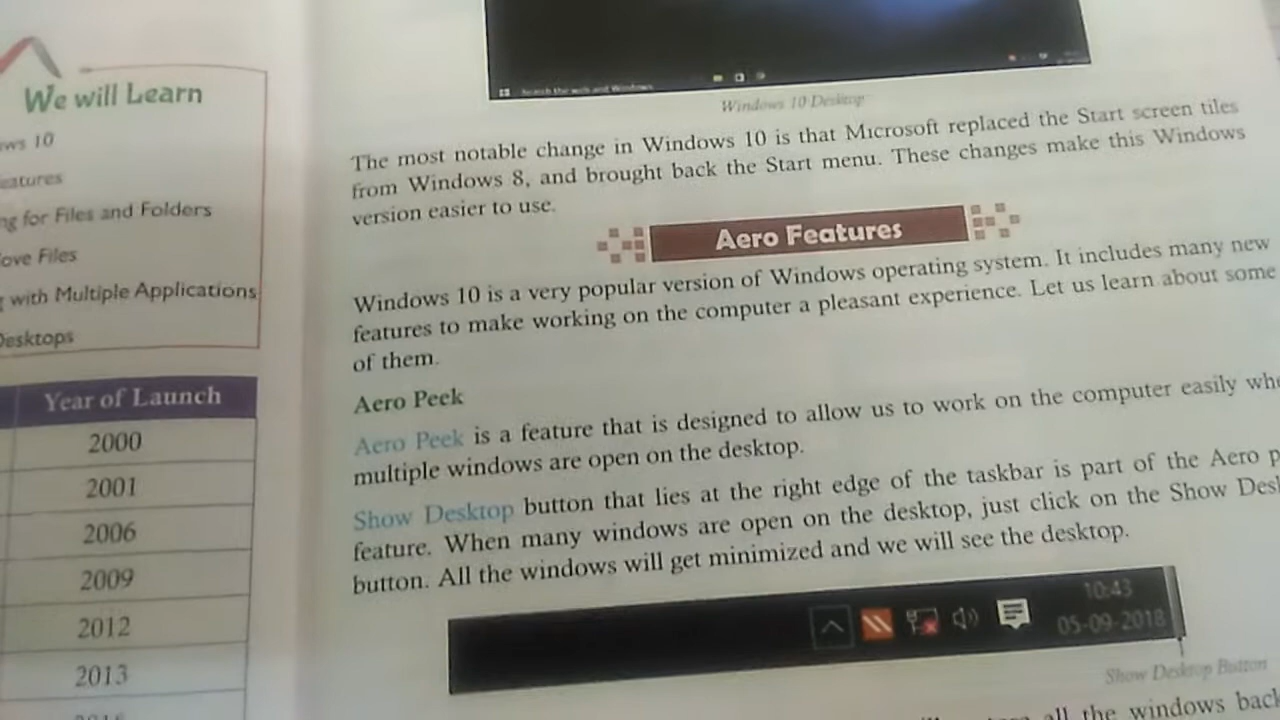 We will Learn
ows 10
eatures
ng for Files and Folders
ove Files
with Multiple Applications
Desktops
Year of Launch
2000
2001
2006
2009
2012
2013
Windows 10 Desktop
The most notable change in Windows 10 is that Microsoft replaced the Start screen tiles
from Windows 8, and brought back the Start menu. These changes make this Windows
version easier to use.
Aero Features
Windows 10 is a very popular version of Windows operating system. It includes many new
features to make working on the computer a pleasant experience. Let us learn about some
of them.
Aero Peek
Aero Peek is a feature that is designed to allow us to work on the computer easily whe
multiple windows are open on the desktop.
Show Desktop button that lies at the right edge of the taskbar is part of the Aero p
feature. When many windows are open on the desktop, just click on the Show Desk
button. All the windows will get minimized and we will see the desktop.
10:43
05-09-2018
Show Desktop Button
all the windows back